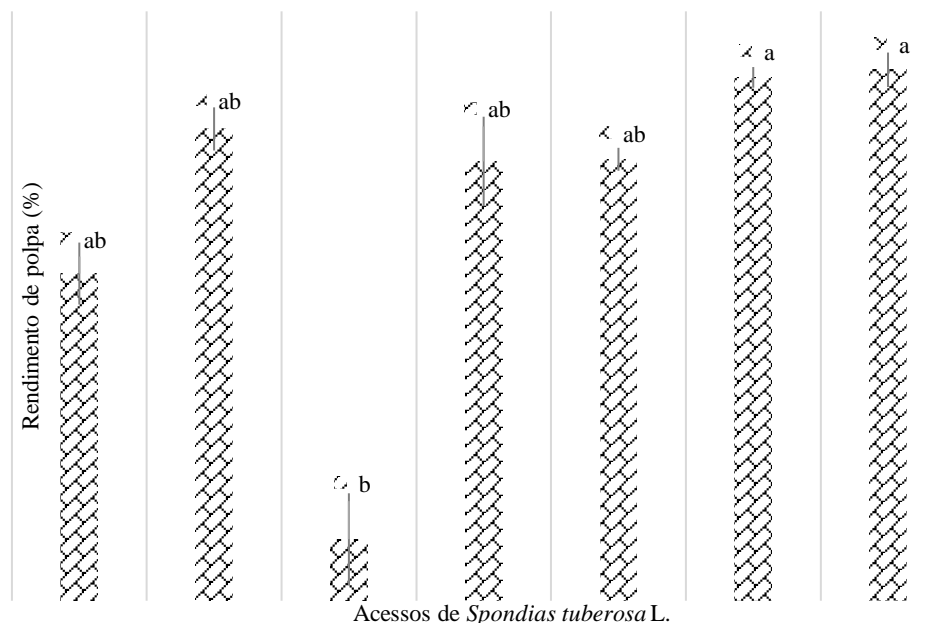 Rendimento de polpa (%)
ab
ab
b
ab
ab
a
a
Acessos de Spondias tuberosa L.